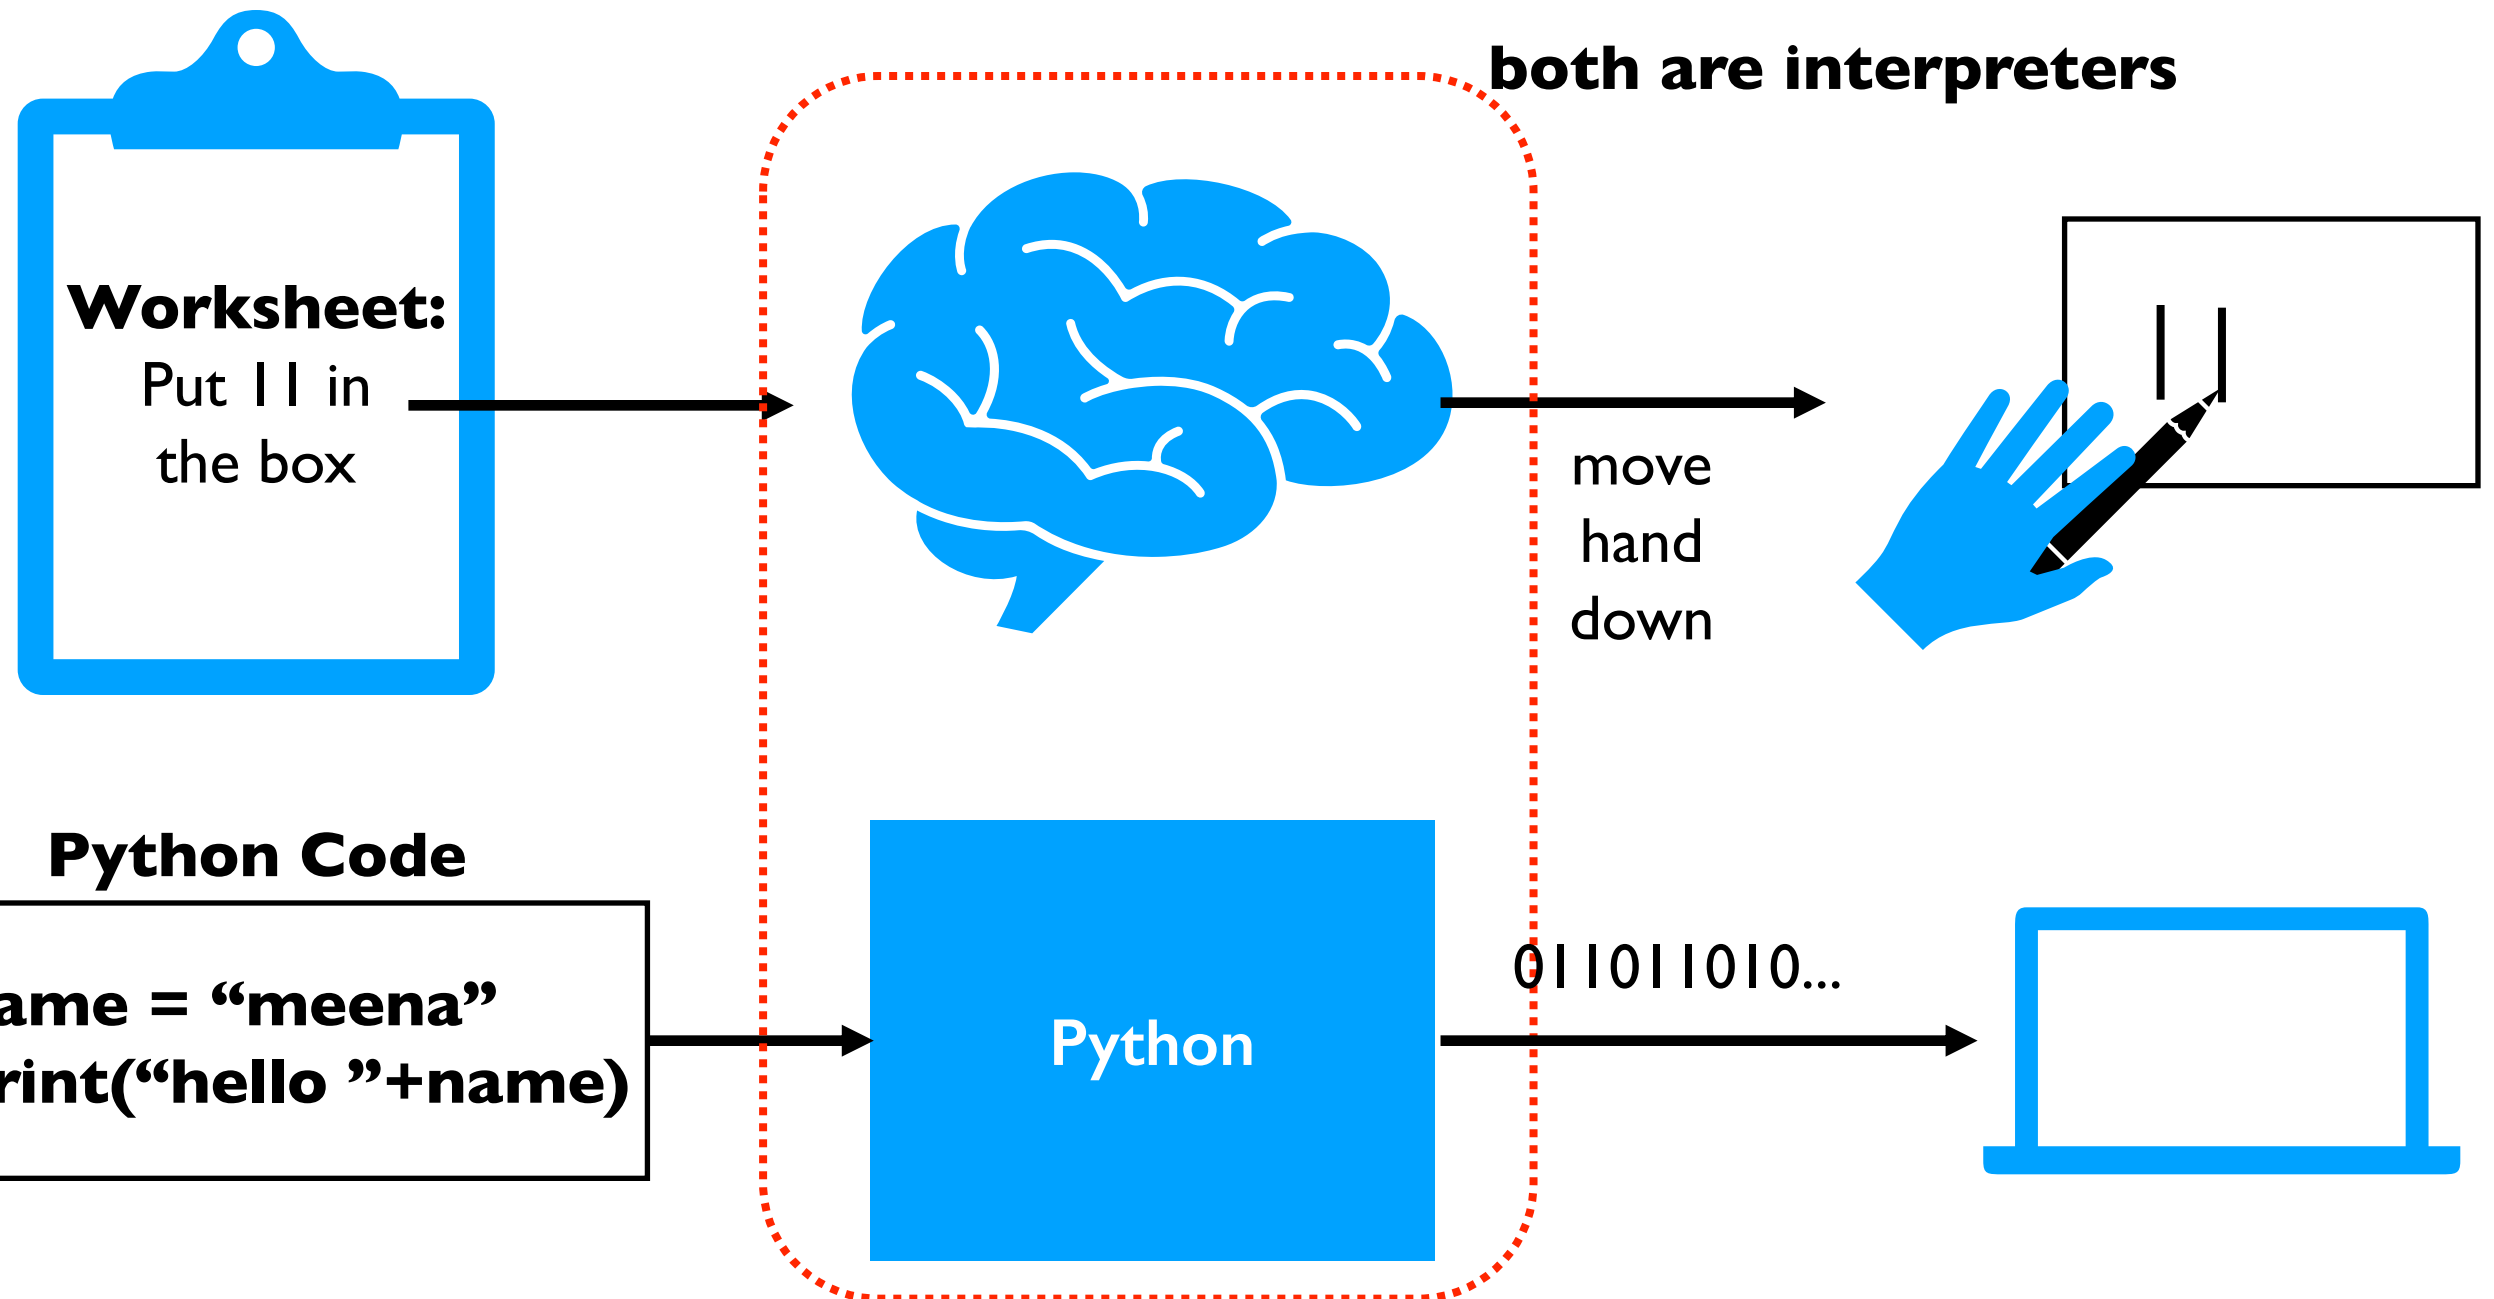 both are interpreters
Worksheet:
Put 11 in
the box
move
hand
down
Python Code
ame = “meena”
rint(“hello ”+name)
Python
011011010...